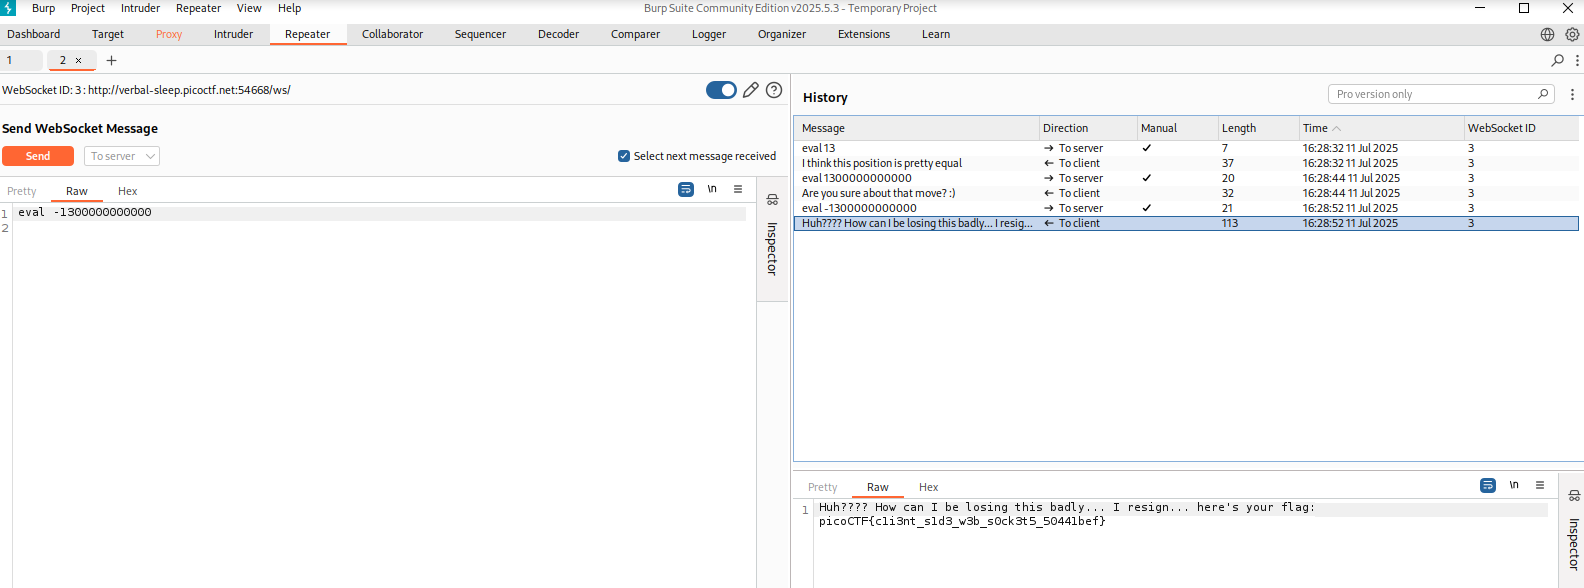 Burp Project Intruder Repeater View Help Burp Suite Community Edition v2025.5.3 - Temporary Project
Dashboard Target Proxy Intruder Repeater Collaborator Sequencer Decoder Comparer Logger Organizer Extensions Learn
1 2 × +
WebSocket ID: 3 : http://verbal-sleep.picoctf.net:54668/ws/
Send WebSocket Message
Send To server Select next message received
Pretty Raw Hex \n
1 eval -1300000000000
2
Inspector
History
Pro version only
Message Direction Manual Length Time WebSocket ID
eval 13 → To server ✓ 7 16:28:32 11 Jul 2025 3
I think this position is pretty equal ← To client 37 16:28:32 11 Jul 2025 3
eval 1300000000000 → To server ✓ 20 16:28:44 11 Jul 2025 3
Are you sure about that move? :) ← To client 32 16:28:44 11 Jul 2025 3
eval -1300000000000 → To server ✓ 21 16:28:52 11 Jul 2025 3
Huh???? How can I be losing this badly... I resig... ← To client 113 16:28:52 11 Jul 2025 3
Pretty Raw Hex \n
1 Huh???? How can I be losing this badly... I resign... here's your flag:
picoCTF{c1i3nt_s1d3_w3b_s0ck3t5_50441bef}
Inspector